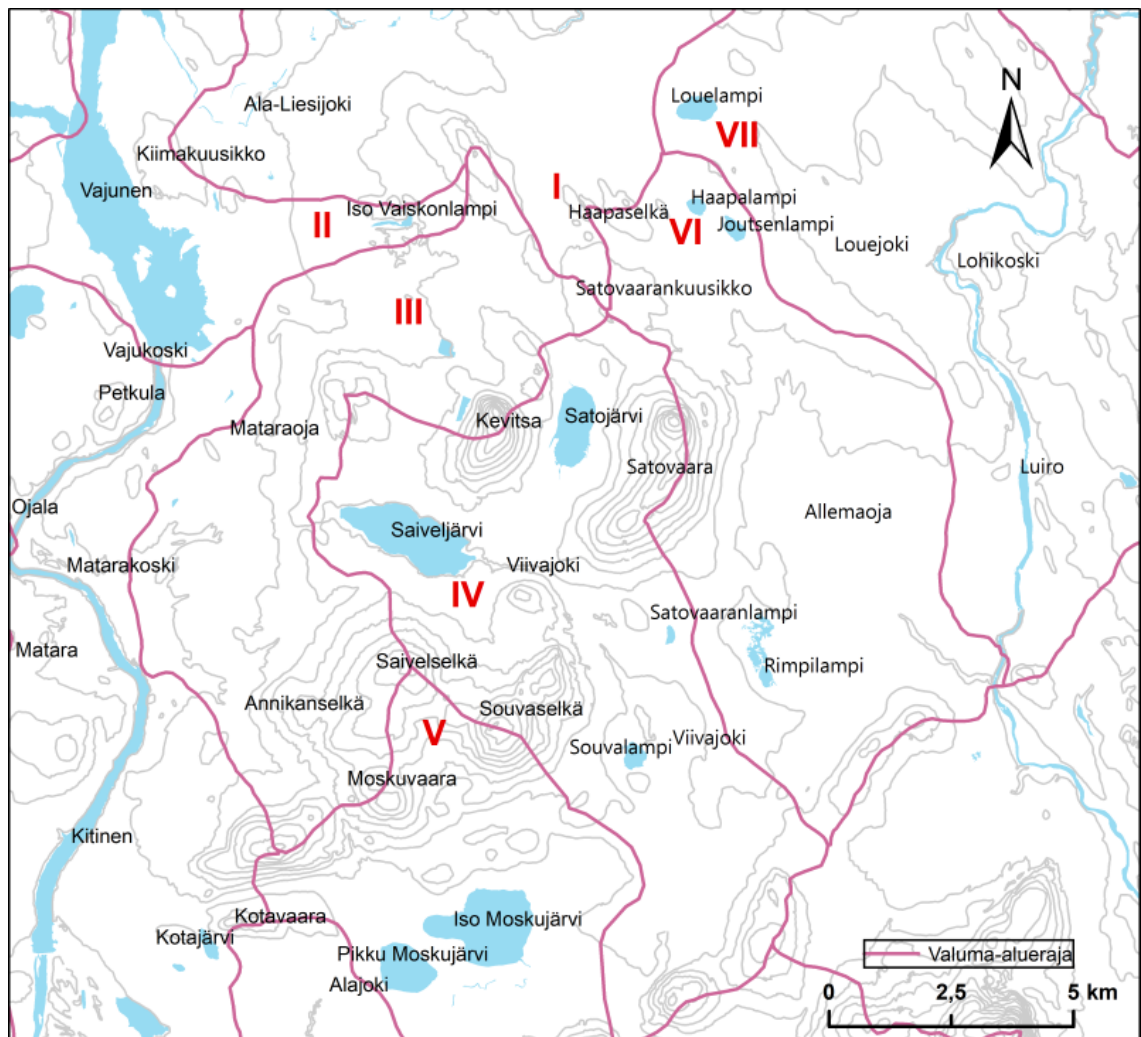 Louelampi
Ala-Liesijoki
N
VII
Kiimakuusikko
Vajunen
I
Iso Vaiskonlampi
Haapaselkä
Haapalampi
II
VI
Joutsenlampi
Louejoki
Lohikoski
Satovaarankuusikko
III
Vajukoski
Petkula
Mataraoja
Kevitsa
Satojärvi
Satovaara
Luiro
Ojala
Saiveljärvi
Allemaoja
Matarakoski
Viivajoki
IV
Satovaaranlampi
Matara
Saivelselkä
Rimpilampi
Annikanselkä
Souvaselkä
V
Souvalampi
Viivajoki
Moskuvaara
Kitinen
Kotavaara
Iso Moskujärvi
Kotajärvi
Pikku Moskujärvi
Alajoki
Valuma-alueraja
0 2,5 5 km